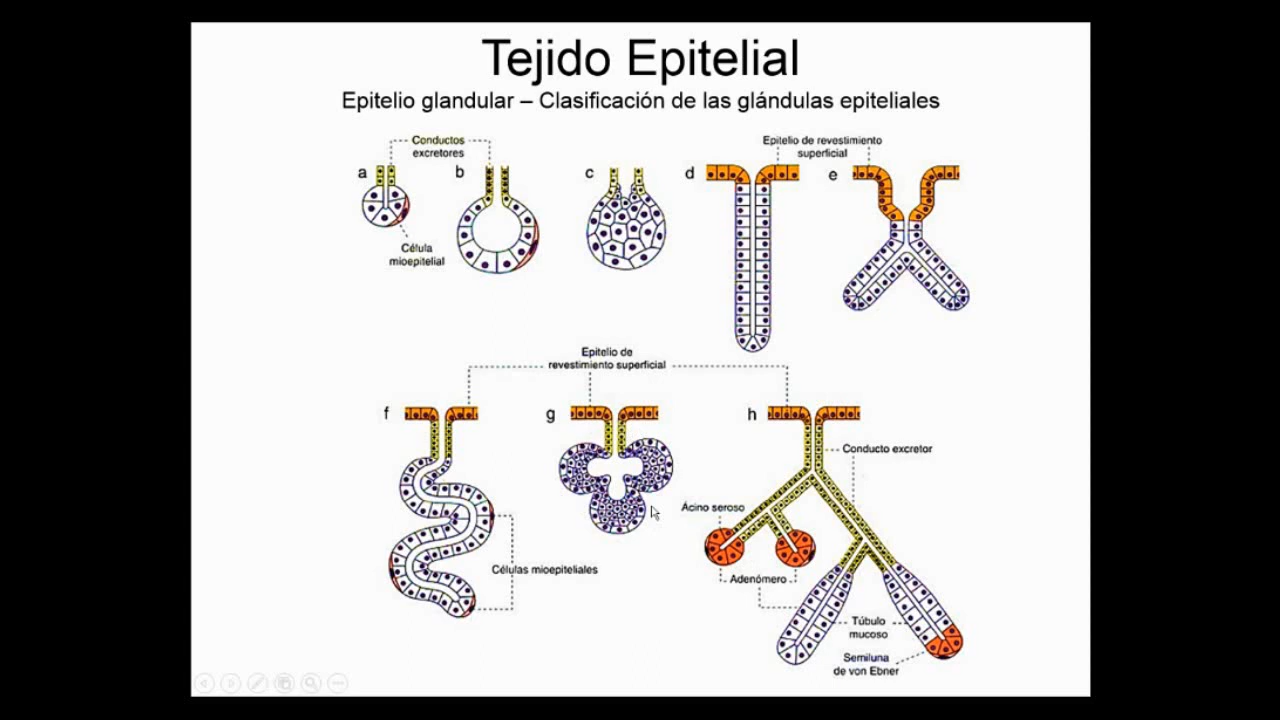 Tejido Epitelial
Epitelio glandular – Clasificación de las glándulas epiteliales
Conductos
excretores
Epitelio de revestimiento
superficial
a
b
c
d
e
Célula
mioepitelial
Epitelio de
revestimiento superficial
f
g
h
Conducto excretor
Ácino seroso
Células mioepiteliales
Adenómero
Túbulo
mucoso
Semiluna
de von Ebner